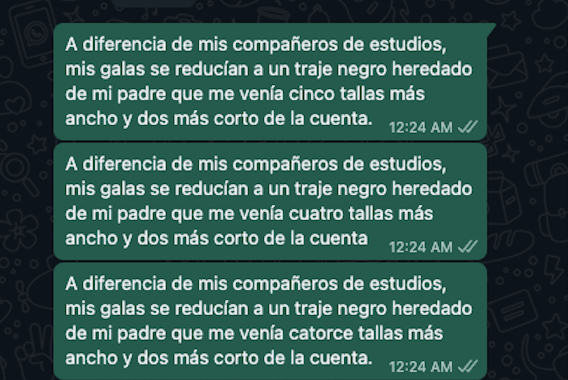 A diferencia de mis compañeros de estudios,
mis galas se reducían a un traje negro heredado
de mi padre que me venía cinco tallas más
ancho y dos más corto de la cuenta.
12:24 AM
A diferencia de mis compañeros de estudios,
mis galas se reducían a un traje negro heredado
de mi padre que me venía cuatro tallas más
ancho y dos más corto de la cuenta
12:24 AM
A diferencia de mis compañeros de estudios,
mis galas se reducían a un traje negro heredado
de mi padre que me venía catorce tallas más
ancho y dos más corto de la cuenta.
12:24 AM